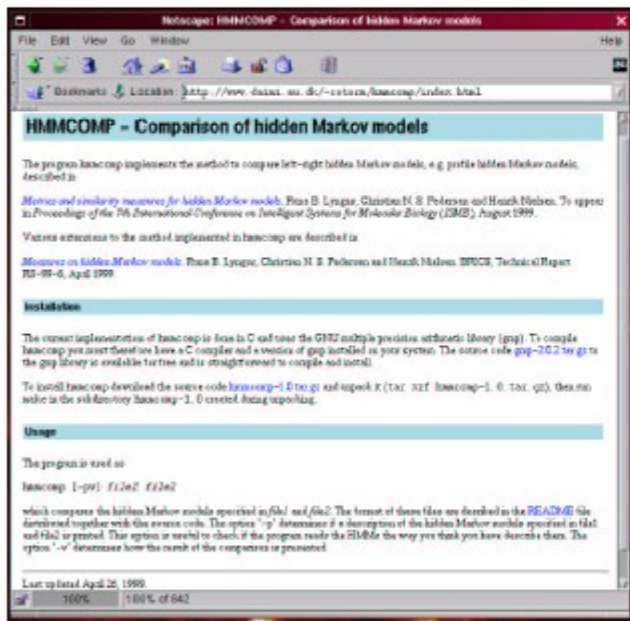 Netscape: HMMCOMP - Comparison of hidden Markov models
File Edit View Go Window Help
Bookmarks Location: http://www.daimi.au.dk/~cstorm/hmmcomp/index.html
HMMCOMP - Comparison of hidden Markov models
The program hmmcomp implements the method to compare left-right hidden Markov models, e.g. profile hidden Markov models,
described in
Metrics and similarity measures for hidden Markov models. Rune B. Lyngsø, Christian N. S. Pedersen and Henrik Nielsen. To appear
in Proceedings of the 7th International Conference on Intelligent Systems for Molecular Biology (ISMB), August 1999.
Various extensions to the method implemented in hmmcomp are described in
Measures on hidden Markov models. Rune B. Lyngsø, Christian N. S. Pedersen and Henrik Nielsen. BRICS, Technical Report
RS-99-6, April 1999.
Installation
The current implementation of hmmcomp is done in C and uses the GNU multiple precision arithmetic library (gmp). To compile
hmmcomp you must therefore have a C compiler and a version of gmp installed on your system. The source code gmp-2.0.2.tar.gz to
the gmp library is available for free and is straightforward to compile and install.
To install hmmcomp download the source code hmmcomp-1.0.tar.gz and unpack it (tar xzf hmmcomp-1.0.tar.gz), then run
make in the subdirectory hmmcomp-1.0 created during unpacking.
Usage
The program is used as
hmmcomp [-pv] file1 file2
which compares the hidden Markov models specified in file1 and file2. The format of these files are described in the README file
distributed together with the source code. The option '-p' determines if a description of the hidden Markov models specified in file1
and file2 is printed. This option is useful to check if the program reads the HMMs the way you think you have describe them. The
option '-v' determines how the result of the comparison is presented.
Last updated April 26, 1999.
100% 100% of 842